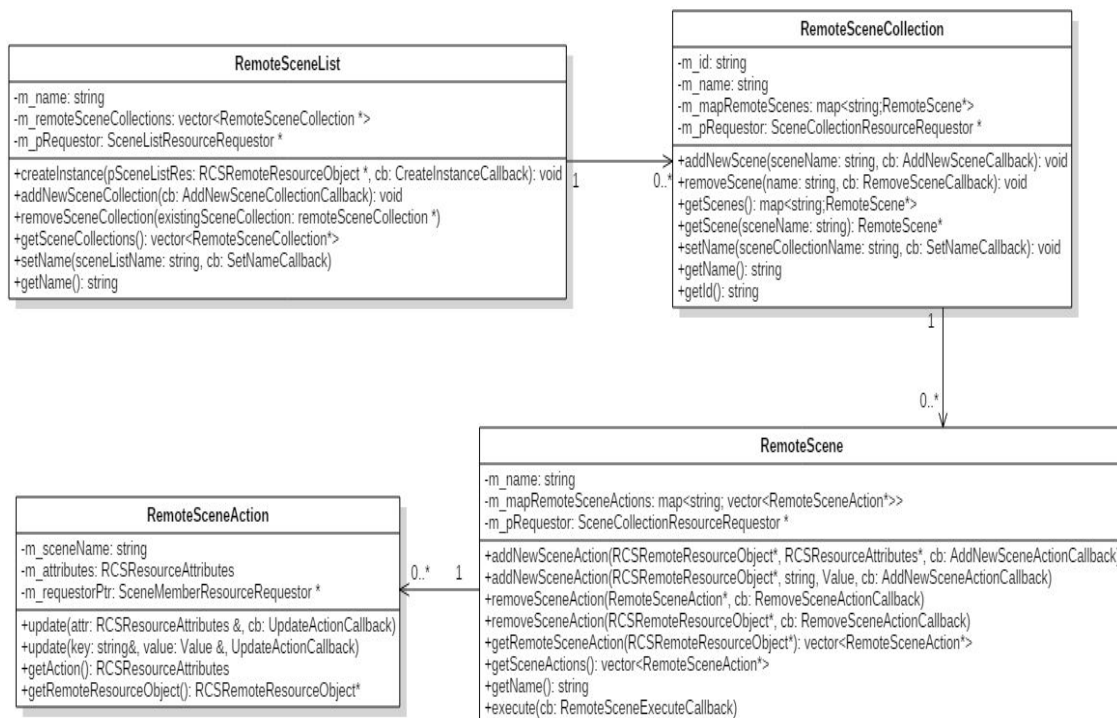 RemoteSceneList
-m_name: string
-m_remoteSceneCollections: vector<RemoteSceneCollection *>
-m_pRequestor: SceneListResourceRequestor *
+createInstance(pSceneListRes: RCSRemoteResourceObject *, cb: CreateInstanceCallback): void
+addNewSceneCollection(cb: AddNewSceneCollectionCallback): void
+removeSceneCollection(existingSceneCollection: remoteSceneCollection *)
+getSceneCollections(): vector<RemoteSceneCollection*>
+setName(sceneListName: string, cb: SetNameCallback)
+getName(): string
1
0..*
RemoteSceneCollection
-m_id: string
-m_name: string
-m_mapRemoteScenes: map<string;RemoteScene*>
-m_pRequestor: SceneCollectionResourceRequestor *
+addNewScene(sceneName: string, cb: AddNewSceneCallback): void
+removeScene(name: string, cb: RemoveSceneCallback): void
+getScenes(): map<string;RemoteScene*>
+getScene(sceneName: string): RemoteScene*
+setName(sceneCollectionName: string, cb: SetNameCallback): void
+getName(): string
+getId(): string
1
0..*
RemoteScene
-m_name: string
-m_mapRemoteSceneActions: map<string; vector<RemoteSceneAction*>>
-m_pRequestor: SceneCollectionResourceRequestor *
+addNewSceneAction(RCSRemoteResourceObject*, RCSResourceAttributes*, cb: AddNewSceneActionCallback)
+addNewSceneAction(RCSRemoteResourceObject*, string, Value, cb: AddNewSceneActionCallback)
+removeSceneAction(RemoteSceneAction*, cb: RemoveSceneActionCallback)
+removeSceneAction(RCSRemoteResourceObject*, cb: RemoveSceneActionCallback)
+getRemoteSceneAction(RCSRemoteResourceObject*): vector<RemoteSceneAction*>
+getSceneActions(): vector<RemoteSceneAction*>
+getName(): string
+execute(cb: RemoteSceneExecuteCallback)
0..*
1
RemoteSceneAction
-m_sceneName: string
-m_attributes: RCSResourceAttributes
-m_requestorPtr: SceneMemberResourceRequestor *
+update(attr: RCSResourceAttributes &, cb: UpdateActionCallback)
+update(key: string&, value: Value &, UpdateActionCallback)
+getAction(): RCSResourceAttributes
+getRemoteResourceObject(): RCSRemoteResourceObject*